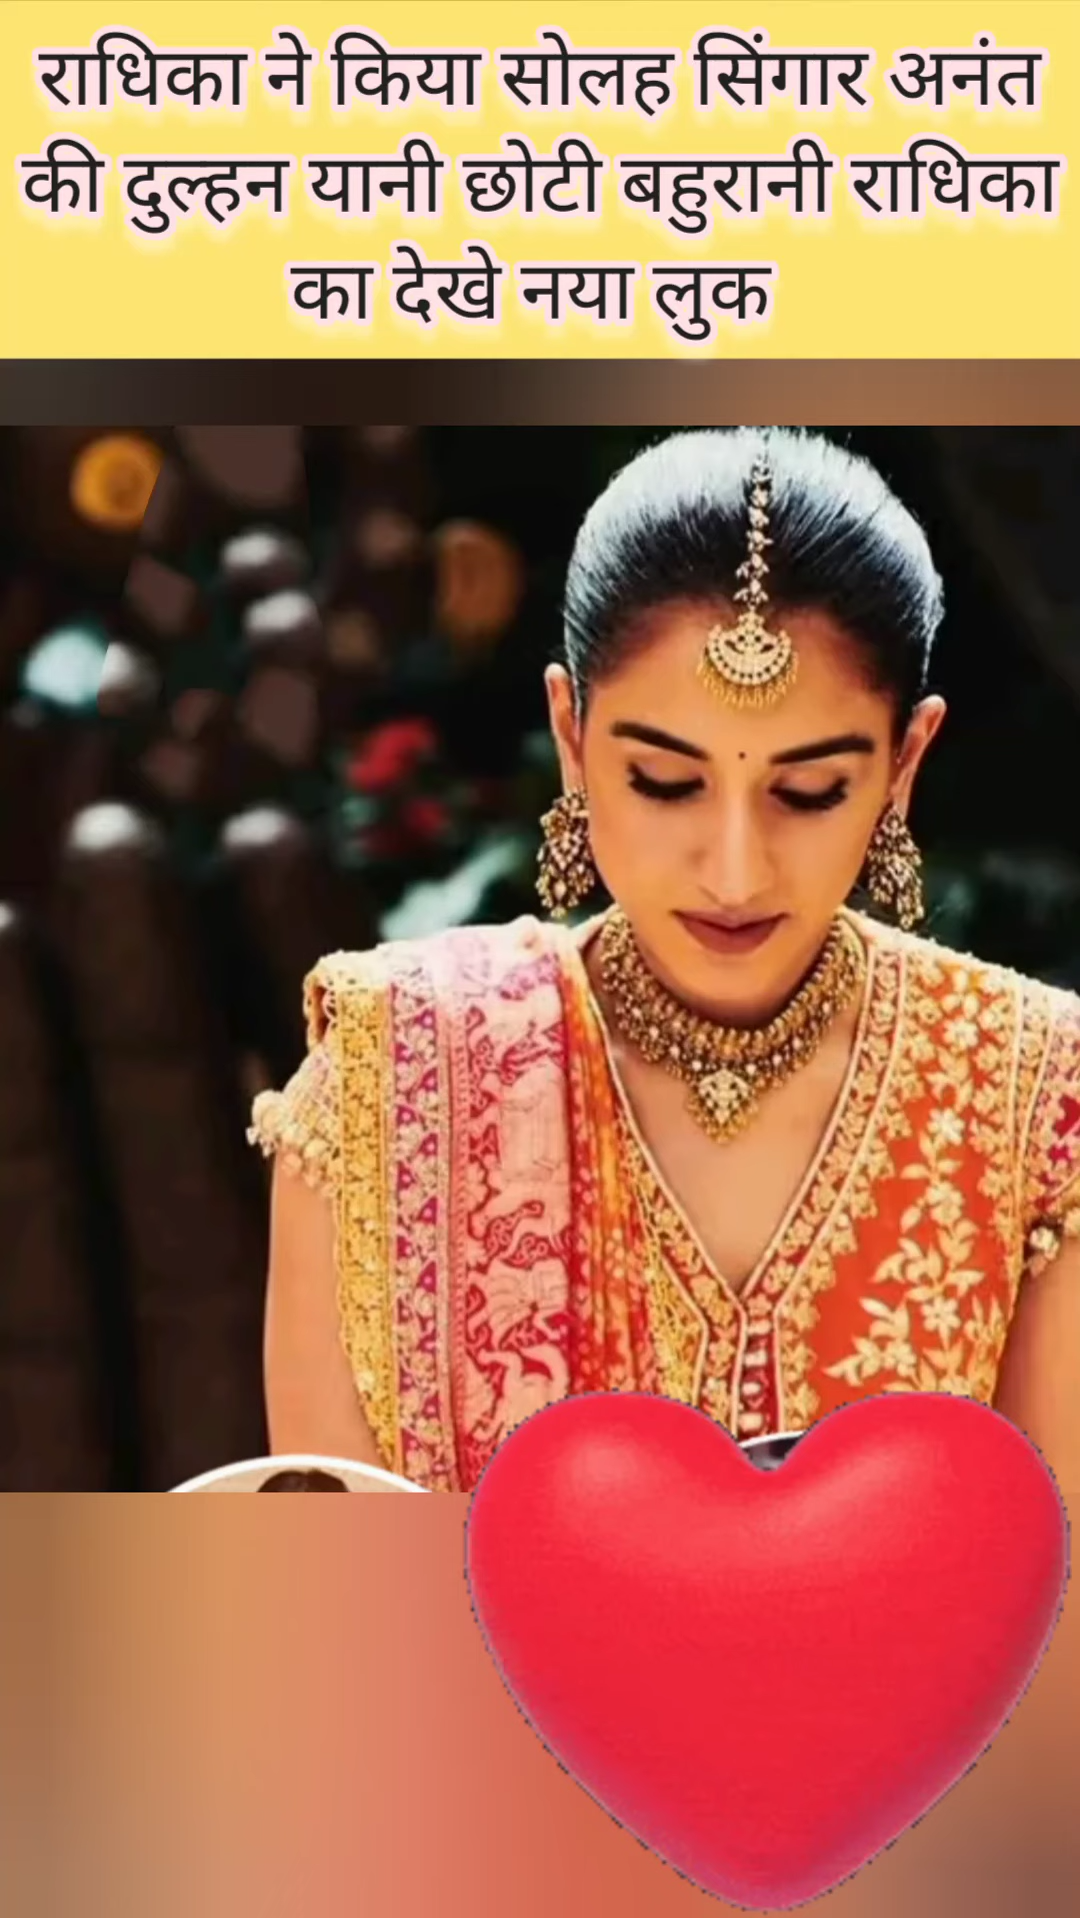 राधिका ने किया सोलह सिंगार अनंत
की दुल्हन यानी छोटी बहुरानी राधिका
का देखे नया लुक